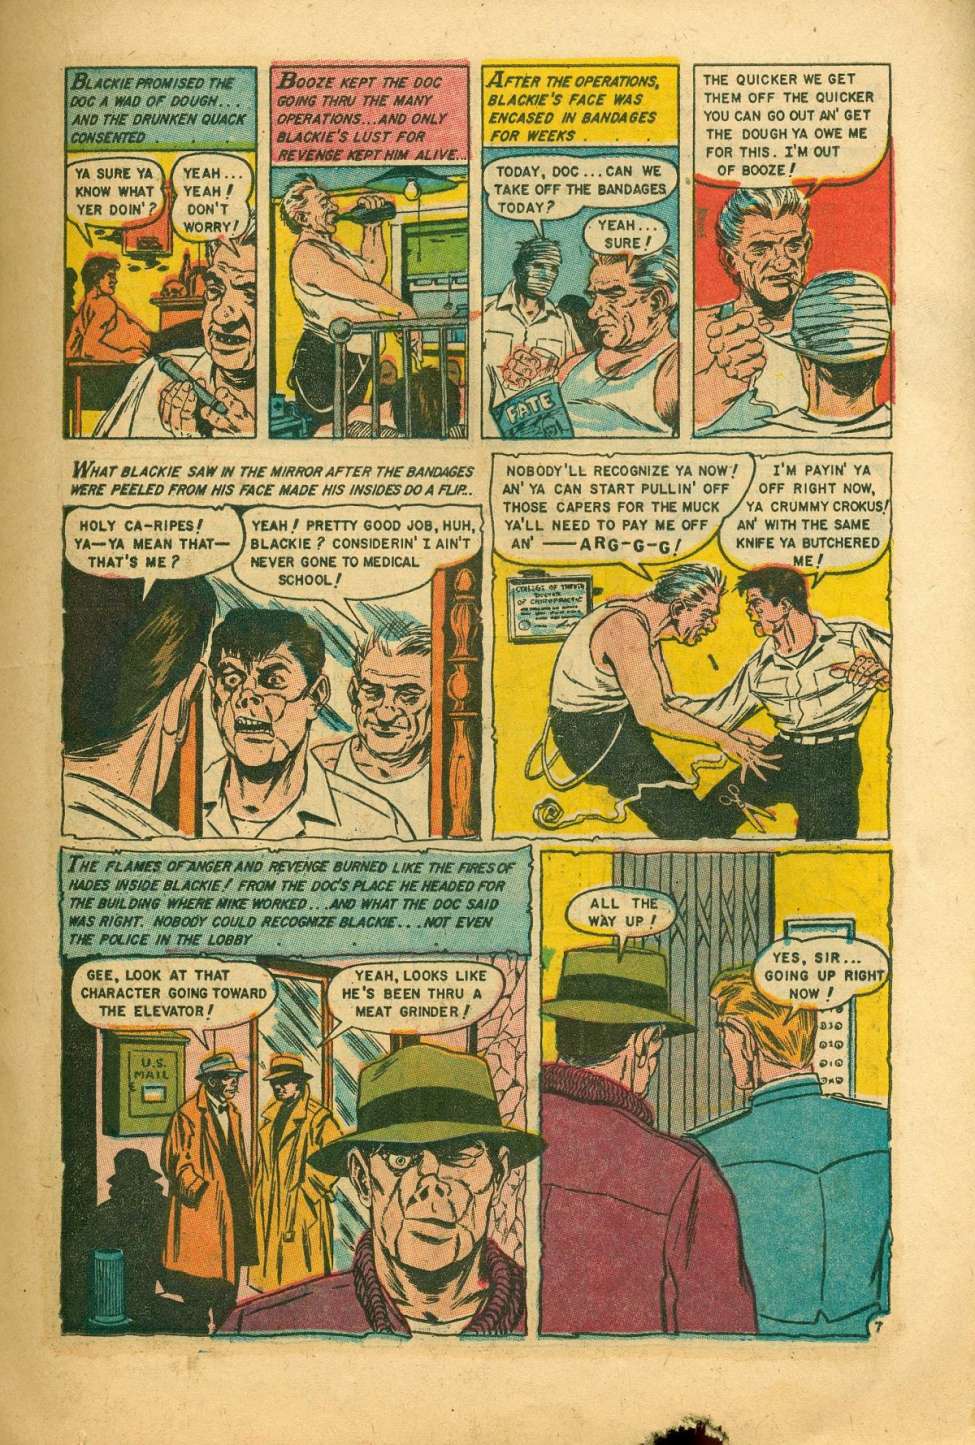 BLACKIE PROMISED THE
DOC A WAD OF DOUGH...
AND THE DRUNKEN QUACK
CONSENTED . . . .
YA SURE YA
KNOW WHAT
YER DOIN'?
YEAH...
YEAH!
DON'T
WORRY!
BOOZE KEPT THE DOC
GOING THRU THE MANY
OPERATIONS...AND ONLY
BLACKIE'S LUST FOR
REVENGE KEPT HIM ALIVE...
AFTER THE OPERATIONS,
BLACKIE'S FACE WAS
ENCASED IN BANDAGES
FOR WEEKS . . . .
TODAY, DOC...CAN WE
TAKE OFF THE BANDAGES
TODAY?
YEAH...
SURE!
FATE
THE QUICKER WE GET
THEM OFF THE QUICKER
YOU CAN GO OUT AN' GET
THE DOUGH YA OWE ME
FOR THIS. I'M OUT
OF BOOZE!
WHAT BLACKIE SAW IN THE MIRROR AFTER THE BANDAGES
WERE PEELED FROM HIS FACE MADE HIS INSIDES DO A FLIP..
HOLY CA-RIPES!
YA—YA MEAN THAT—
THAT'S ME?
YEAH! PRETTY GOOD JOB, HUH,
BLACKIE? CONSIDERIN' I AIN'T
NEVER GONE TO MEDICAL
SCHOOL!
NOBODY'LL RECOGNIZE YA NOW!
AN' YA CAN START PULLIN' OFF
THOSE CAPERS FOR THE MUCK
YA'LL NEED TO PAY ME OFF
AN' —ARG-G-G!
I'M PAYIN' YA
OFF RIGHT NOW,
YA CRUMMY CROKUS!
AN' WITH THE SAME
KNIFE YA BUTCHERED
ME!
COLLEGE OF
DOCTOR
OF CHIROPRACTIC
THE FLAMES OF ANGER AND REVENGE BURNED LIKE THE FIRES OF
HADES INSIDE BLACKIE! FROM THE DOC'S PLACE HE HEADED FOR
THE BUILDING WHERE MIKE WORKED...AND WHAT THE DOC SAID
WAS RIGHT. NOBODY COULD RECOGNIZE BLACKIE...NOT EVEN
THE POLICE IN THE LOBBY . . . .
GEE, LOOK AT THAT
CHARACTER GOING TOWARD
THE ELEVATOR!
YEAH, LOOKS LIKE
HE'S BEEN THRU A
MEAT GRINDER!
U.S.
MAIL
ALL THE
WAY UP!
YES, SIR...
GOING UP RIGHT
NOW!
7